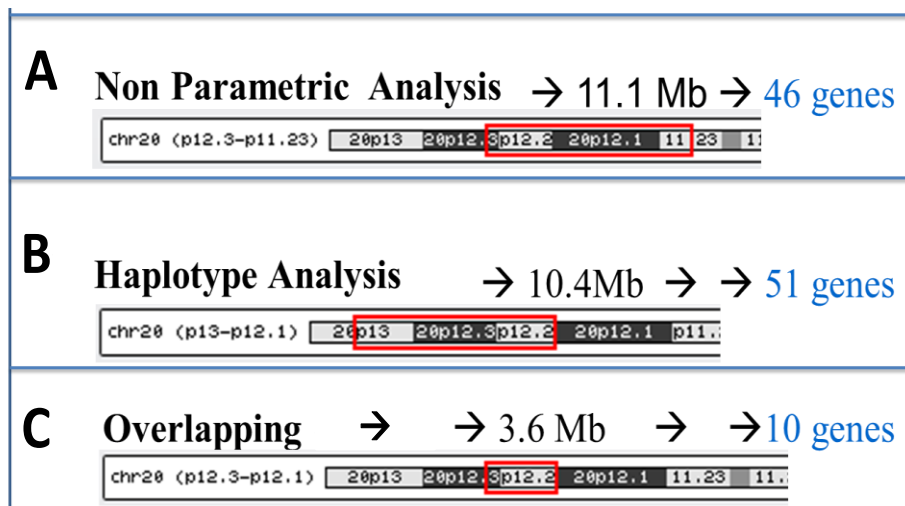 A Non Parametric Analysis → 11.1 Mb → 46 genes
chr20 (p12.3-p11.23) 20p13 20p12.3 p12.2 20p12.1 11.23
B Haplotype Analysis → 10.4Mb → → 51 genes
chr20 (p13-p12.1) 20p13 20p12.3 p12.2 20p12.1 p11.
C Overlapping → → 3.6 Mb → → 10 genes
chr20 (p12.3-p12.1) 20p13 20p12.3 p12.2 20p12.1 11.23 11.